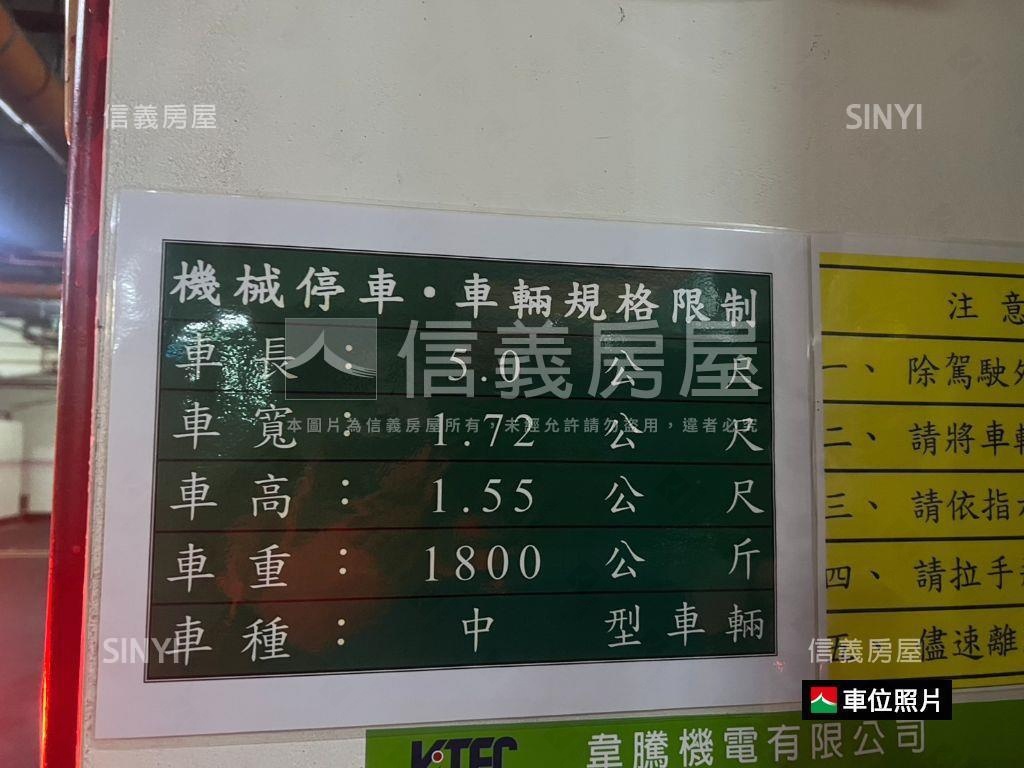 信義房屋
SINYI
機械停車・車輛規格限制
車長：5.0公尺
信義房屋
本圖片為信義房屋所有，未經允許請勿盜用，違者必究
車寬：1.72公尺
車高：1.55公尺
車重：1800公斤
車種：中型車輛
注意
一、除駕駛
二、請將車輛
三、請依指
四、請拉手
五、儘速離
SINYI
信義房屋
車位照片
KTEC
韋騰機電有限公司